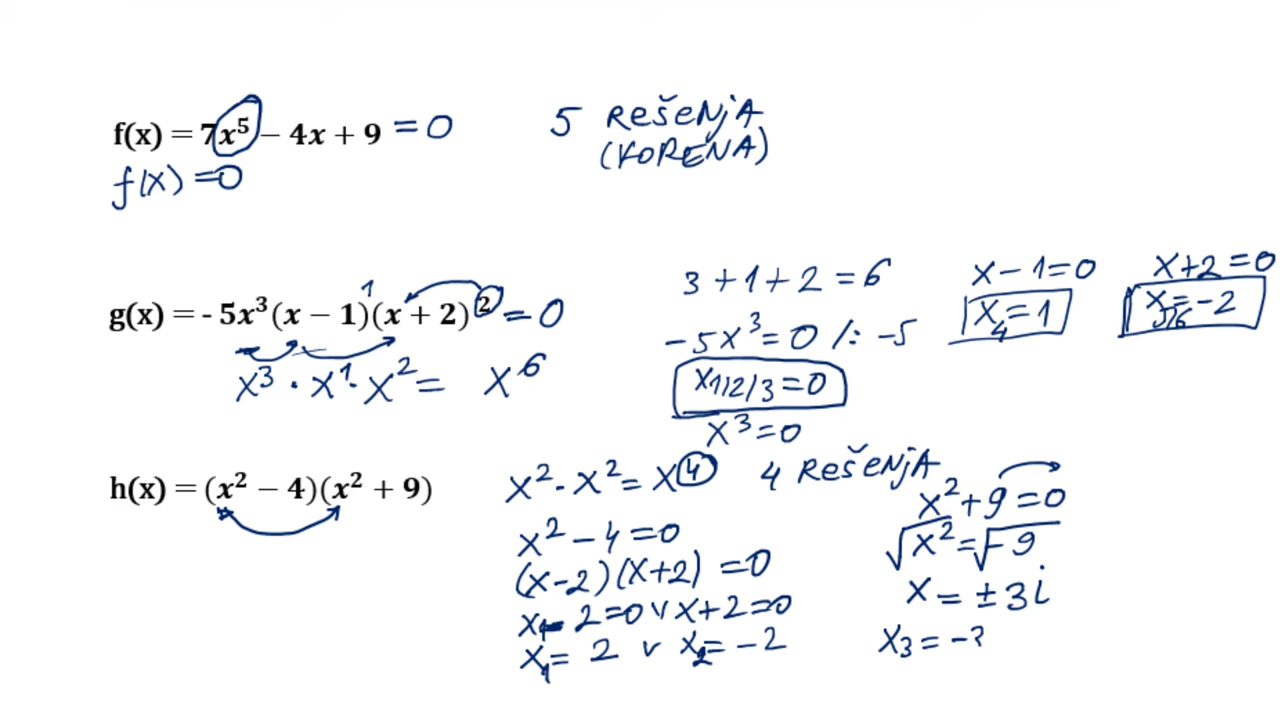 f(x) = 7x⁵ − 4x + 9 = 0
5 REŠENJA
(KORENA)
f(x) = 0
g(x) = - 5x³(x − 1)¹(x + 2)² = 0
x³ · x¹ · x² = x⁶
3 + 1 + 2 = 6
-5x³ = 0 /: -5
x1/2/3 = 0
x³ = 0
x - 1 = 0
x₄ = 1
x + 2 = 0
x5/6 = -2
h(x) = (x² − 4)(x² + 9)
x² · x² = x④
4 REŠENJA
x² - 4 = 0
(x-2)(x+2) = 0
x - 2 = 0 v x + 2 = 0
x₁ = 2 v x₂ = -2
x² + 9 = 0
√x² = √-9
x = ± 3i
x₃ = -